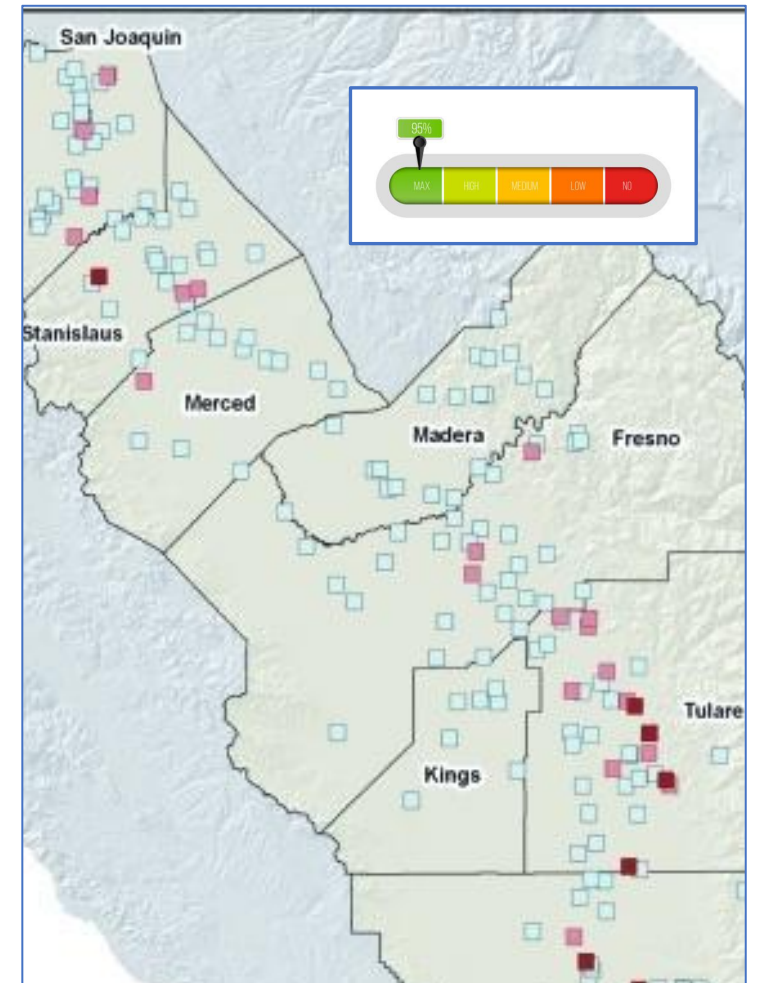 San Joaquin
95%
MAX HIGH MEDIUM LOW NO
Stanislaus
Merced
Madera
Fresno
Tulare
Kings